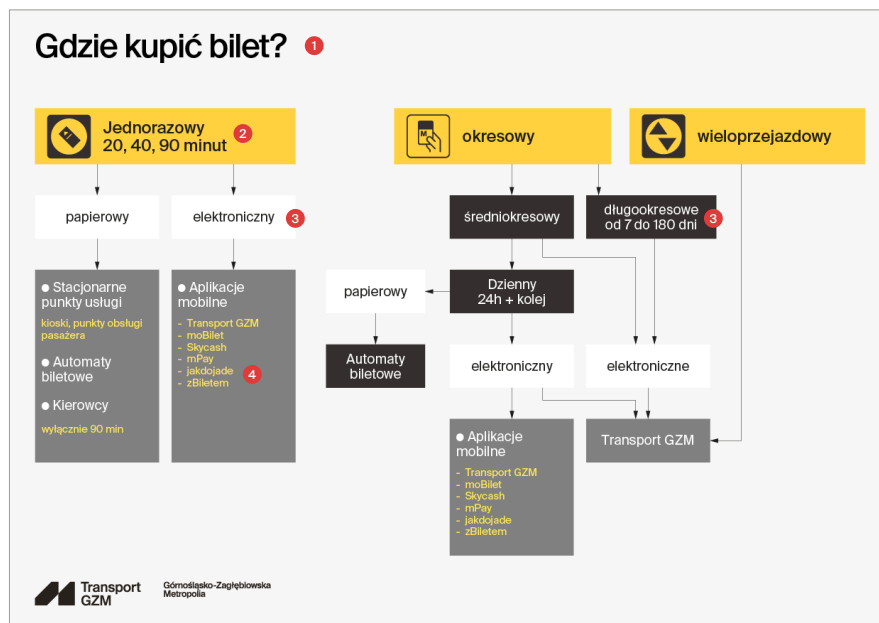 Gdzie kupić bilet? 1
Jednorazowy 2
20, 40, 90 minut
okresowy
wieloprzejazdowy
papierowy
elektroniczny 3
średniokresowy
długookresowe 3
od 7 do 180 dni
● Stacjonarne
punkty usługi
kioski, punkty obsługi
pasażera
● Automaty
biletowe
● Kierowcy
wyłącznie 90 min
● Aplikacje
mobilne
- Transport GZM
- moBilet
- Skycash
- mPay
- jakdojade 4
- zBiletem
papierowy
Dzienny
24h + kolej
Automaty
biletowe
elektroniczny
elektroniczne
● Aplikacje
mobilne
- Transport GZM
- moBilet
- Skycash
- mPay
- jakdojade
- zBiletem
Transport GZM
M
Transport
GZM
Górnośląsko-Zagłębiowska
Metropolia